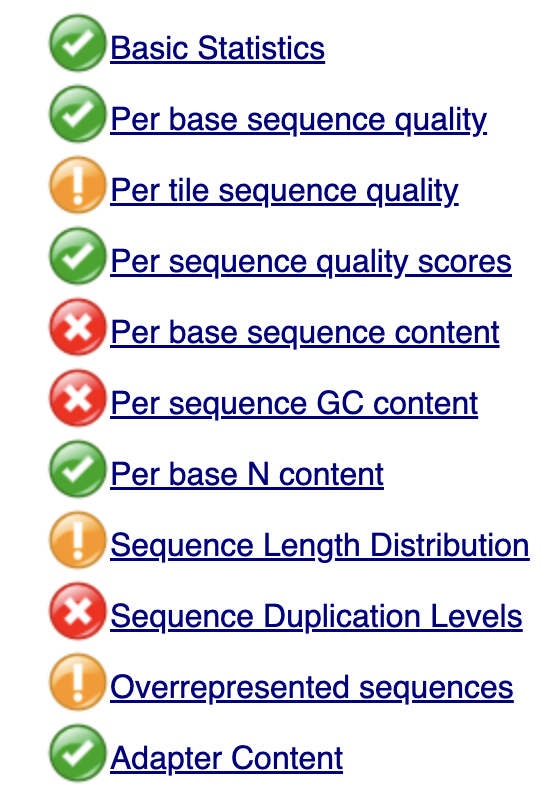 Basic Statistics
Per base sequence quality
Per tile sequence quality
Per sequence quality scores
Per base sequence content
Per sequence GC content
Per base N content
Sequence Length Distribution
Sequence Duplication Levels
Overrepresented sequences
Adapter Content